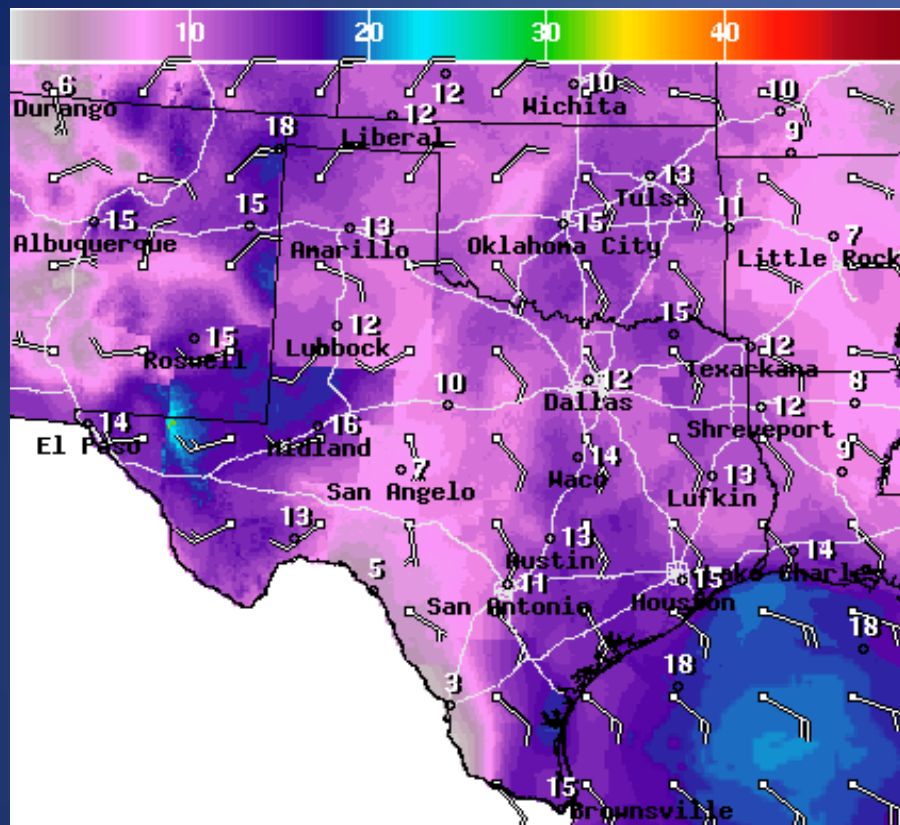 10 20 30 40
6 12 10 10
Durango Wichita
18 12 9
Liberal
13
Tulsa
15 15 13 15 11 7
Albuquerque Amarillo Oklahoma City Little Rock
15 12 15 12
Roswell Lubbock Texarkana
10 12 12 8
Dallas
14 16 Shreveport
El Paso Midland
7 14 13 9
San Angelo Waco Lufkin
13 13 14
Austin
5 11 15 Lake Charles
San Antonio Houston
18
3 18
15
Brownsville